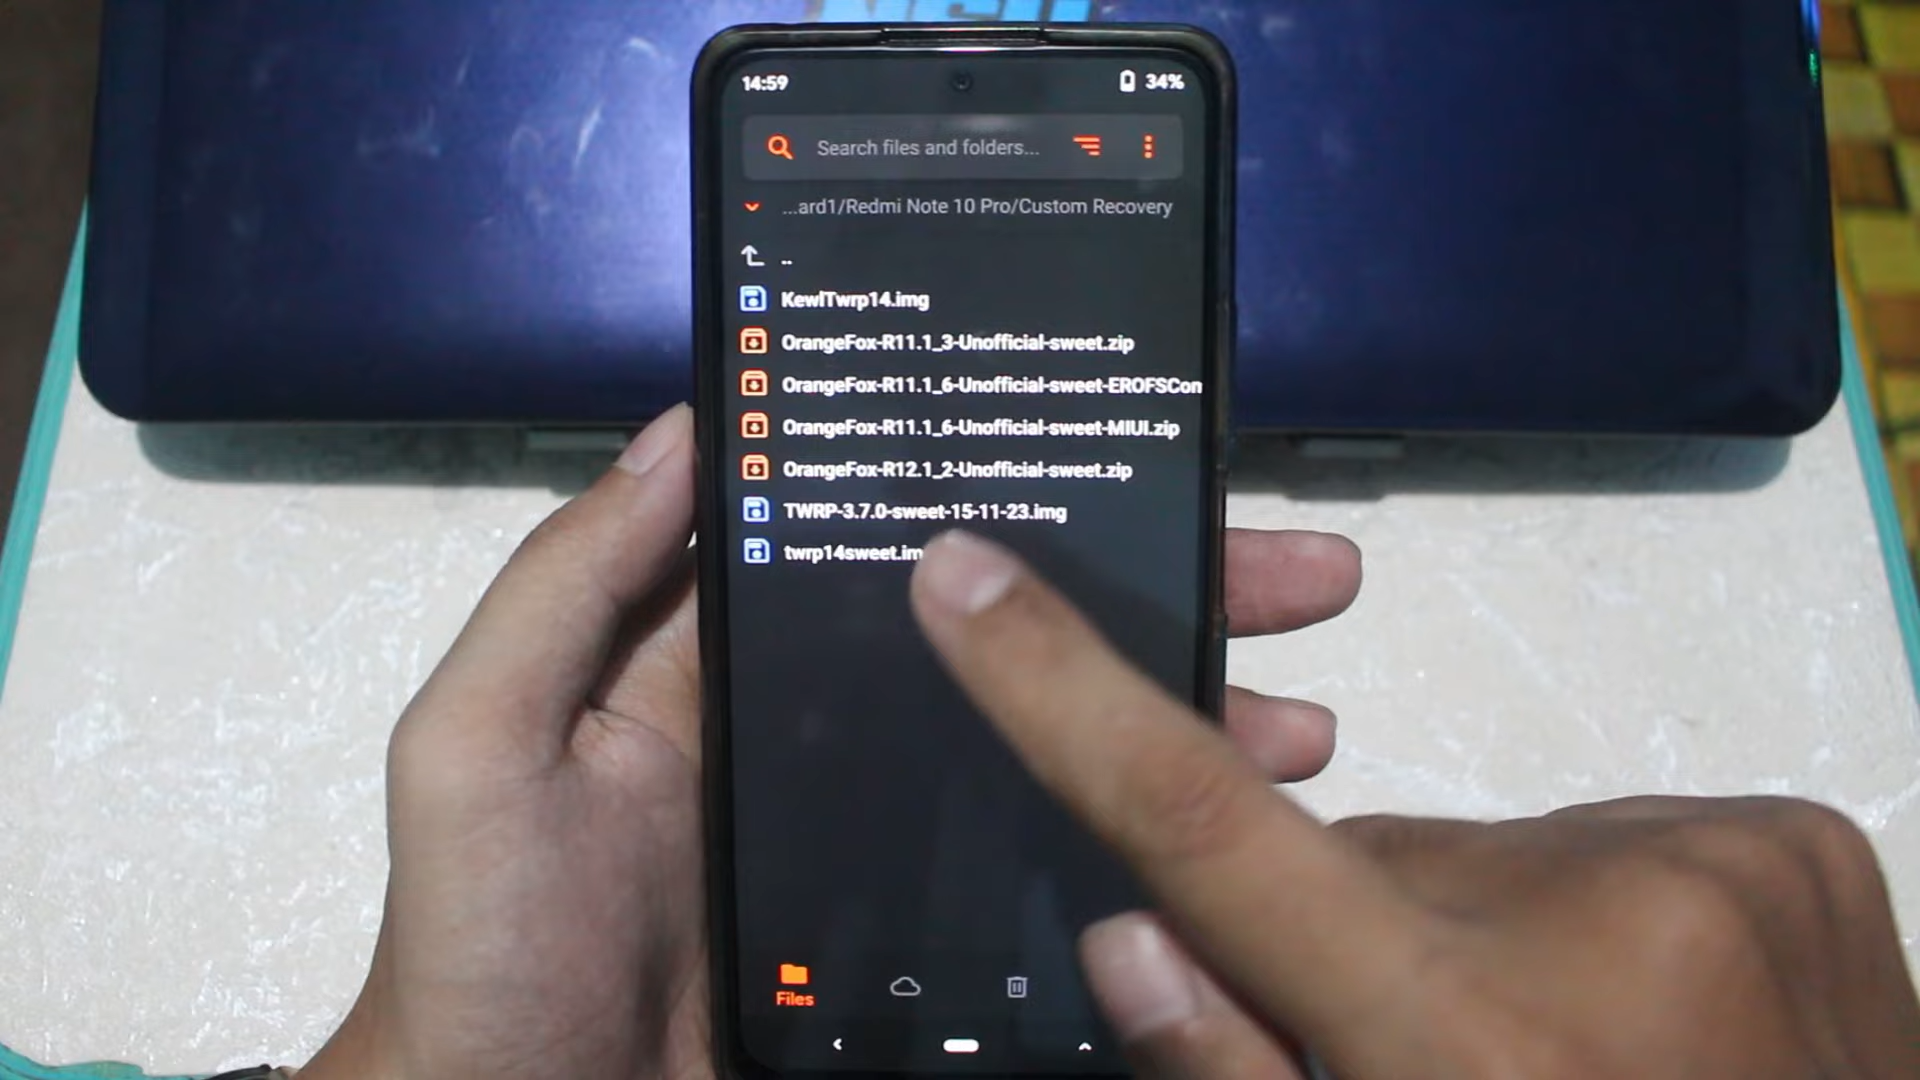 14:59
34%
Search files and folders...
...ard1/Redmi Note 10 Pro/Custom Recovery
..
KewlTwrp14.img
OrangeFox-R11.1_3-Unofficial-sweet.zip
OrangeFox-R11.1_6-Unofficial-sweet-EROFSCon
OrangeFox-R11.1_6-Unofficial-sweet-MIUI.zip
OrangeFox-R12.1_2-Unofficial-sweet.zip
TWRP-3.7.0-sweet-15-11-23.img
twrp14sweet.im
Files